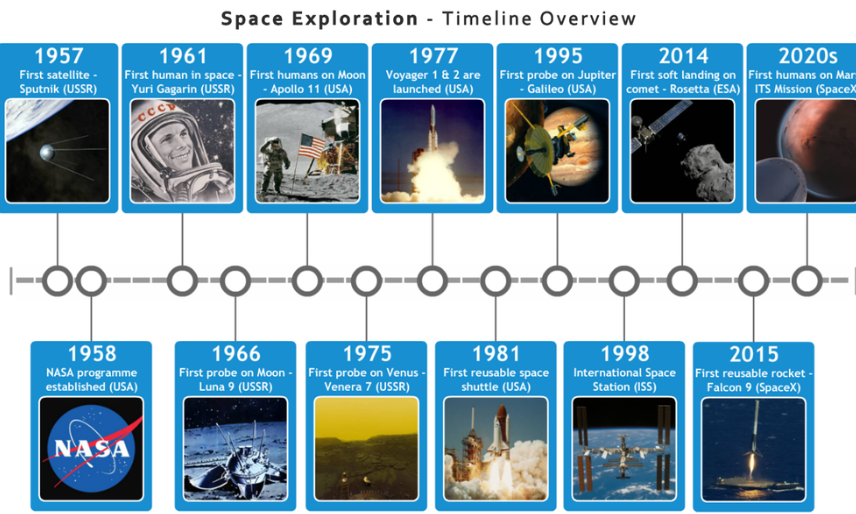 Space Exploration - Timeline Overview
1957
First satellite -
Sputnik (USSR)
1961
First human in space -
Yuri Gagarin (USSR)
СССР
1969
First humans on Moon
- Apollo 11 (USA)
1977
Voyager 1 & 2 are
launched (USA)
1995
First probe on Jupiter
- Galileo (USA)
2014
First soft landing on
comet - Rosetta (ESA)
2020s
First humans on Mar
ITS Mission (SpaceX
1958
NASA programme
established (USA)
NASA
1966
First probe on Moon -
Luna 9 (USSR)
1975
First probe on Venus -
Venera 7 (USSR)
1981
First reusable space
shuttle (USA)
1998
International Space
Station (ISS)
2015
First reusable rocket -
Falcon 9 (SpaceX)